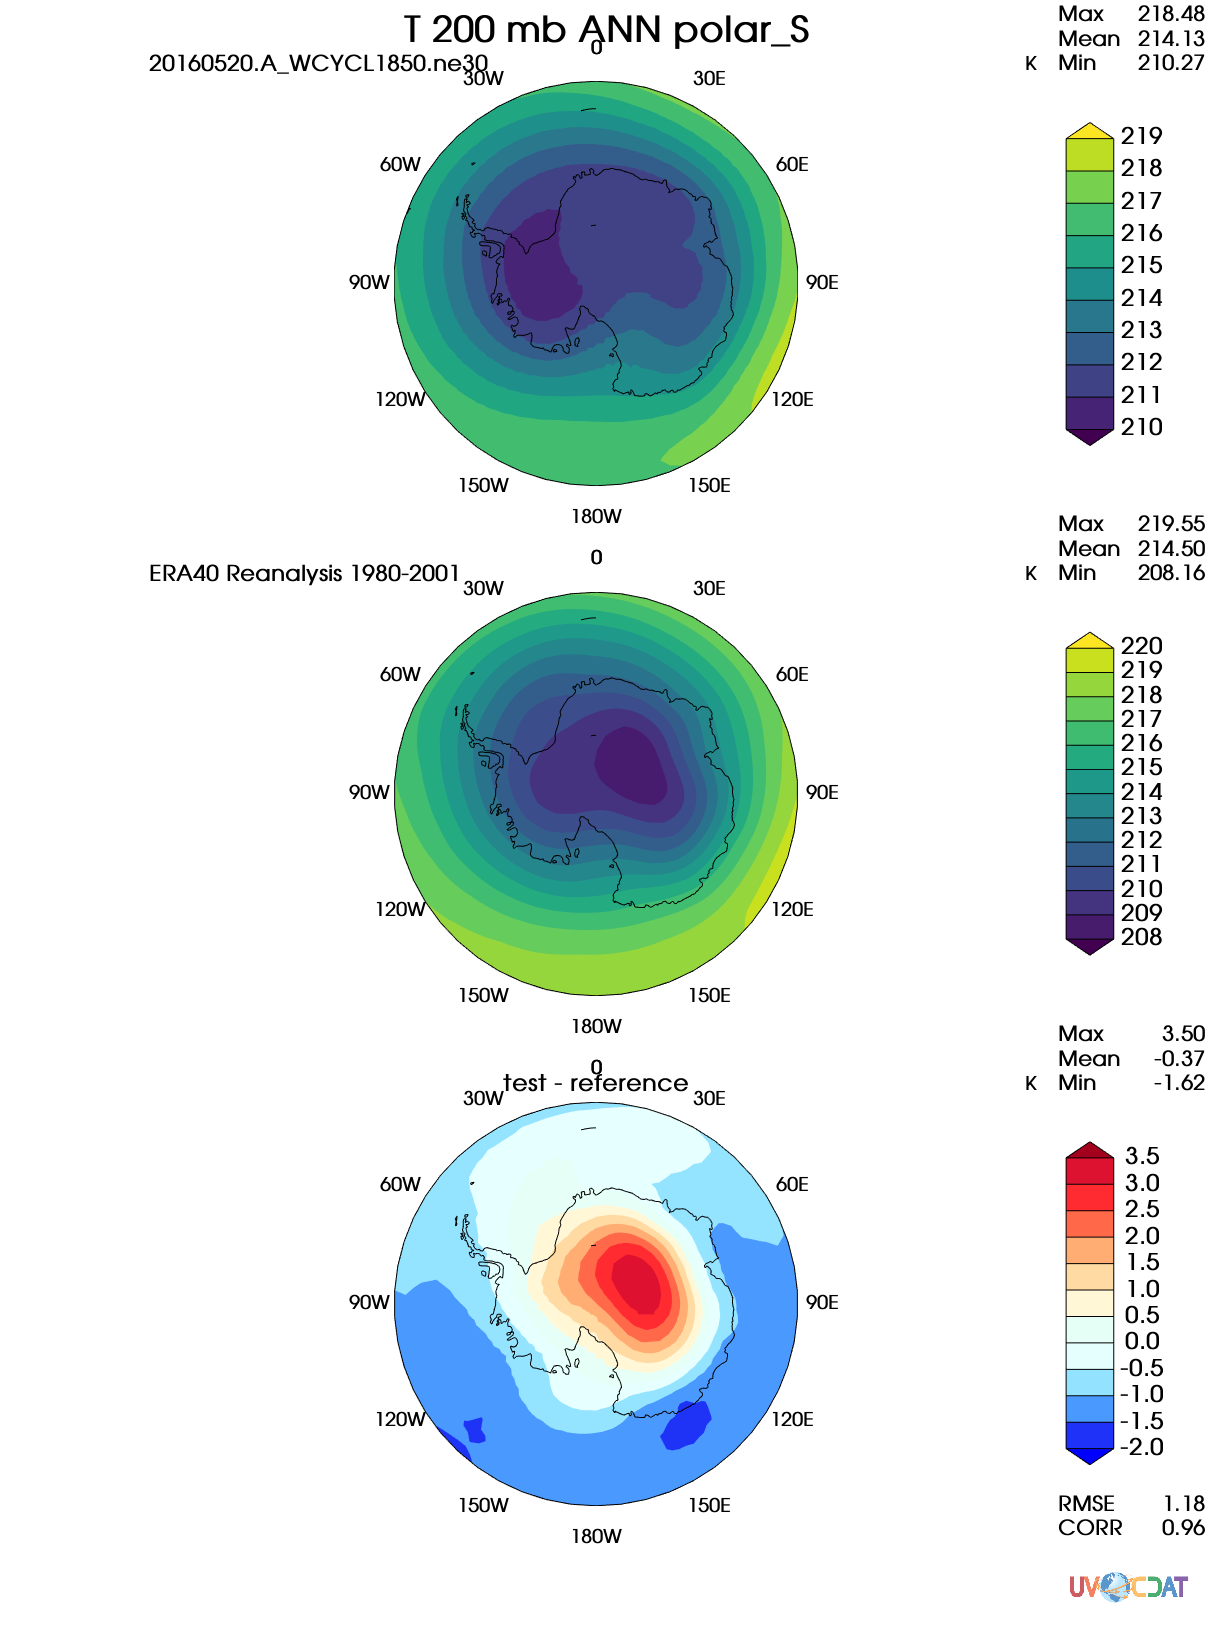 T 200 mb ANN polar_S
20160520.A_WCYCL1850.ne30
Max 218.48
Mean 214.13
K Min 210.27
0
30W 30E
60W 60E
90W 90E
120W 120E
150W 150E
180W
219
218
217
216
215
214
213
212
211
210
ERA40 Reanalysis 1980-2001
Max 219.55
Mean 214.50
K Min 208.16
0
30W 30E
60W 60E
90W 90E
120W 120E
150W 150E
180W
220
219
218
217
216
215
214
213
212
211
210
209
208
test - reference
Max 3.50
Mean -0.37
K Min -1.62
0
30W 30E
60W 60E
90W 90E
120W 120E
150W 150E
180W
3.5
3.0
2.5
2.0
1.5
1.0
0.5
0.0
-0.5
-1.0
-1.5
-2.0
RMSE 1.18
CORR 0.96
UV CDAT